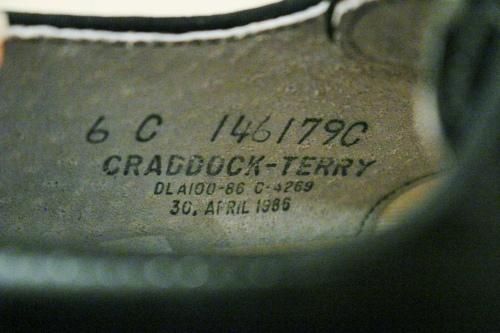 6 C 146179C
CRADDOCK-TERRY
DLA100-86 C-4269
30, APRIL 1986